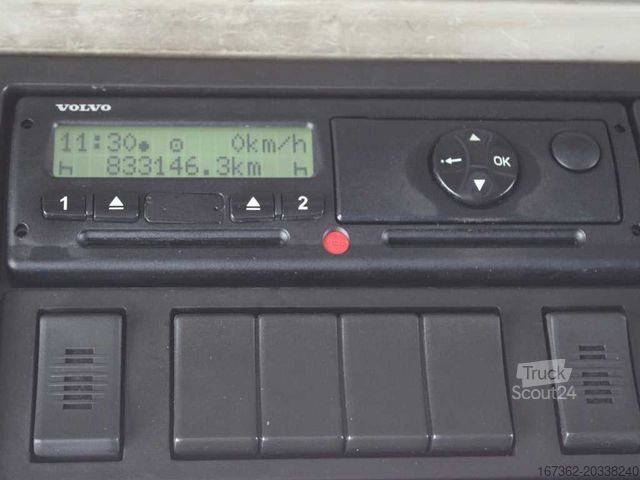 VOLVO
11:30 0km/h
h 833146.3km h
1 2
OK
Truck
Scout24
167362-20338240